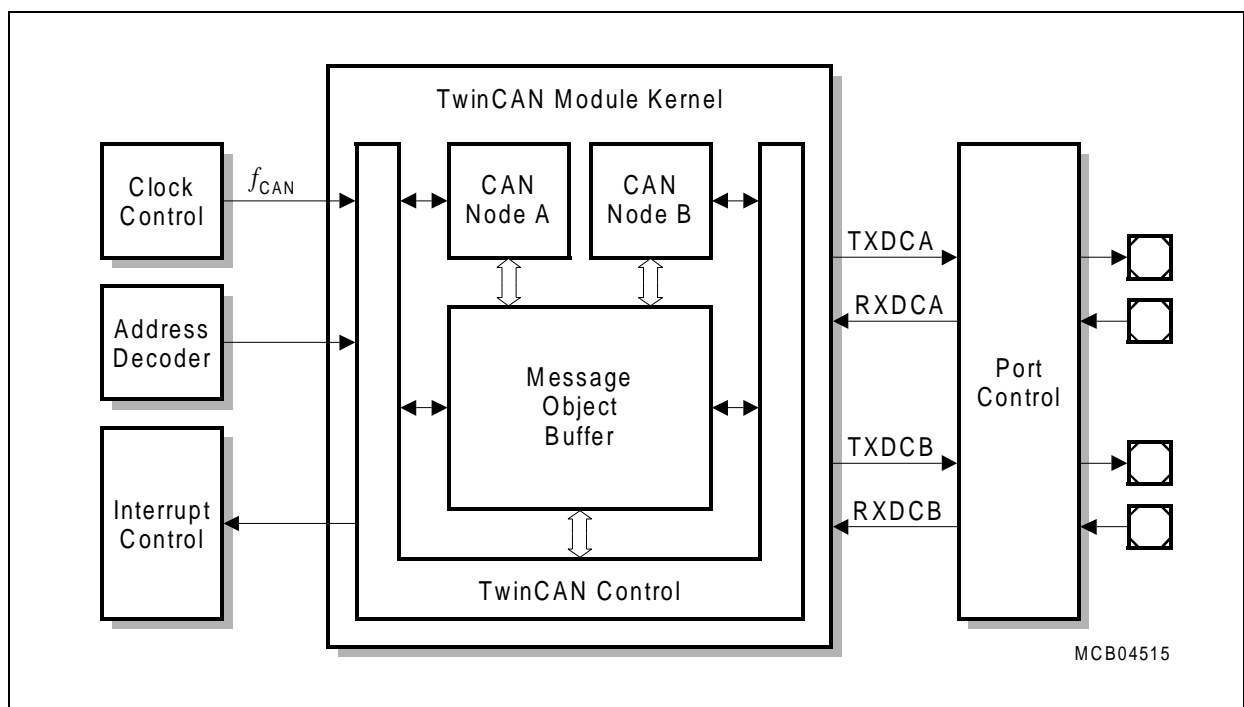 TwinCAN Module Kernel
Clock
Control
fCAN
Address
Decoder
Interrupt
Control
CAN
Node A
CAN
Node B
Message
Object
Buffer
TwinCAN Control
TXDCA
RXDCA
TXDCB
RXDCB
Port
Control
MCB04515